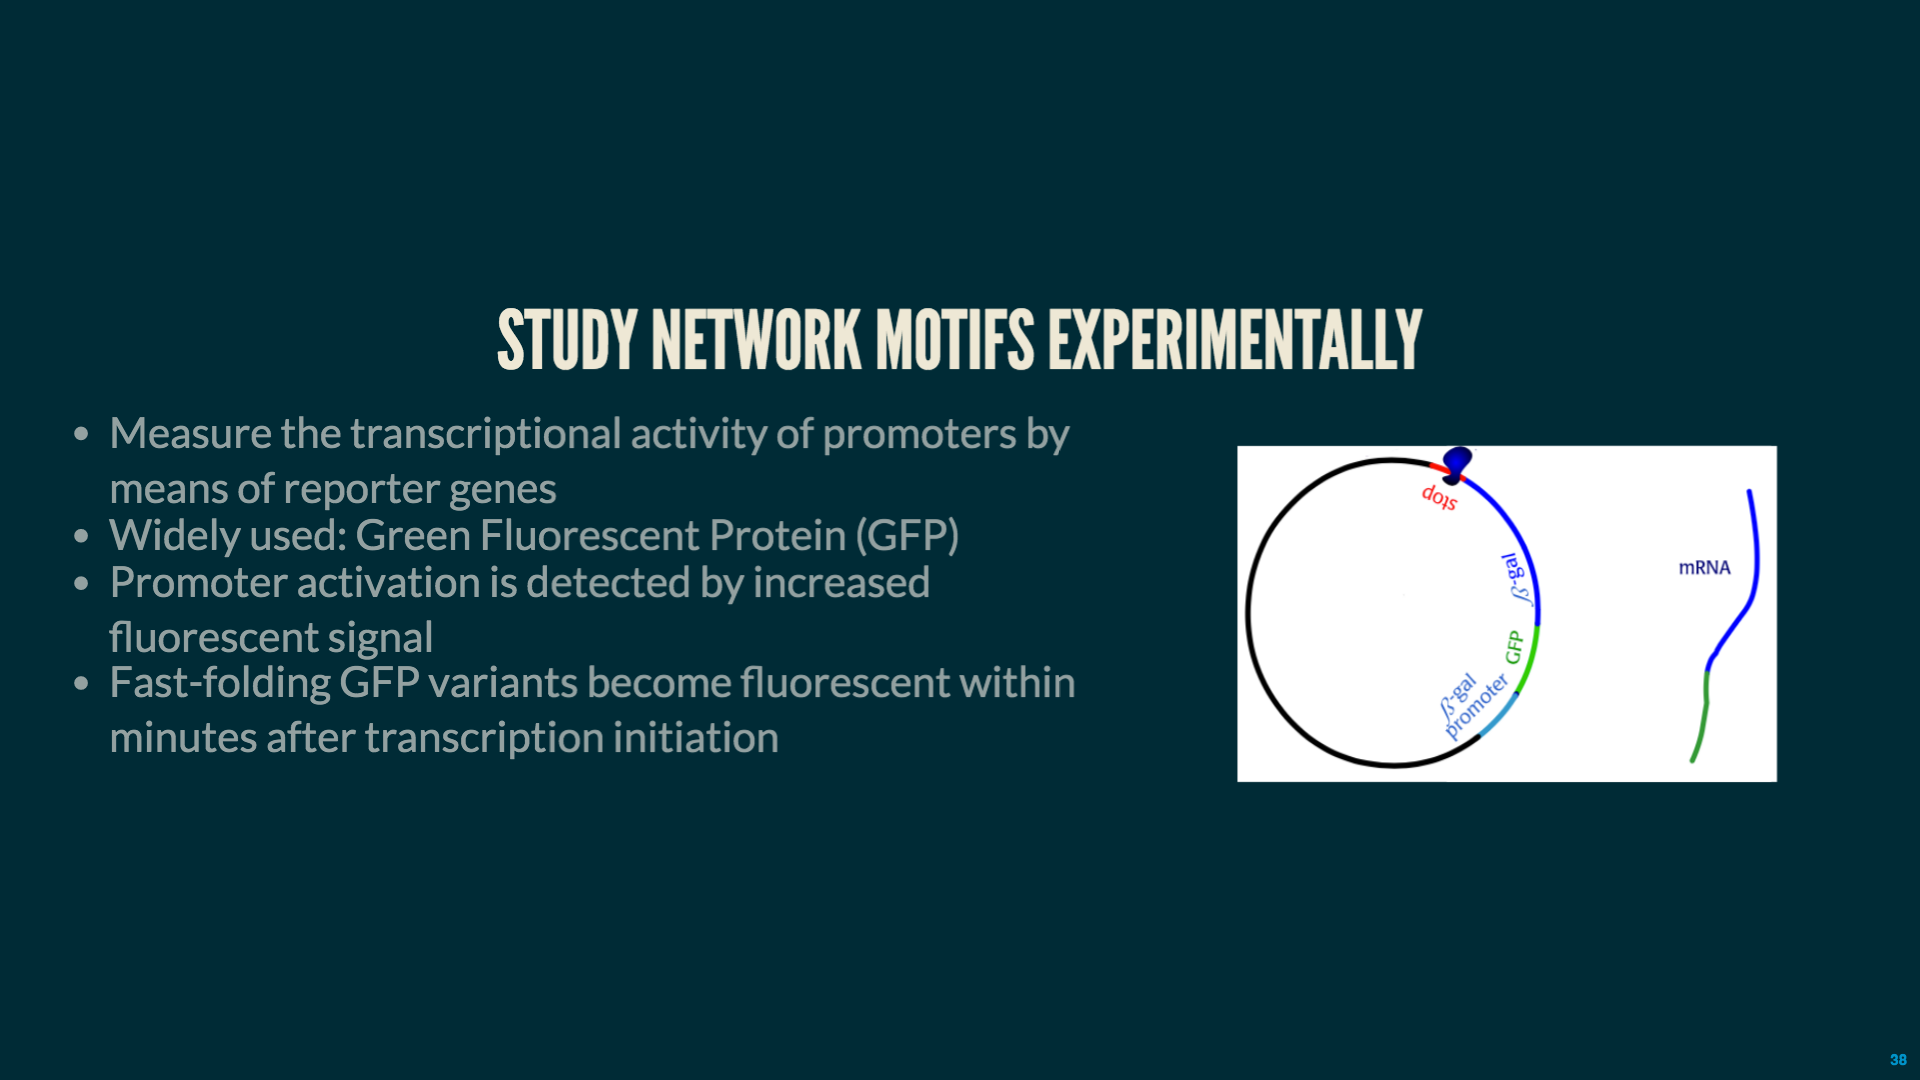 STUDY NETWORK MOTIFS EXPERIMENTALLY
• Measure the transcriptional activity of promoters by
means of reporter genes
• Widely used: Green Fluorescent Protein (GFP)
• Promoter activation is detected by increased
fluorescent signal
• Fast-folding GFP variants become fluorescent within
minutes after transcription initiation
stop
β-gal
GFP
β-gal
promoter
mRNA
38